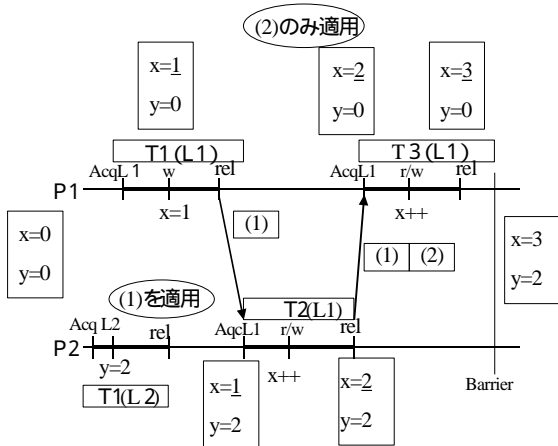 (2)のみ適用
x=1
y=0
x=2
y=0
x=3
y=0
T1(L1)
T3(L1)
AcqL1 w rel
AcqL1 r/w rel
P1
x=1
x++
(1)
(1) (2)
x=0
y=0
x=3
y=2
(1)を適用
T2(L1)
Acq L2 rel
AqcL1 r/w rel
P2
y=2
x++
Barrier
T1(L2)
x=1
y=2
x=2
y=2